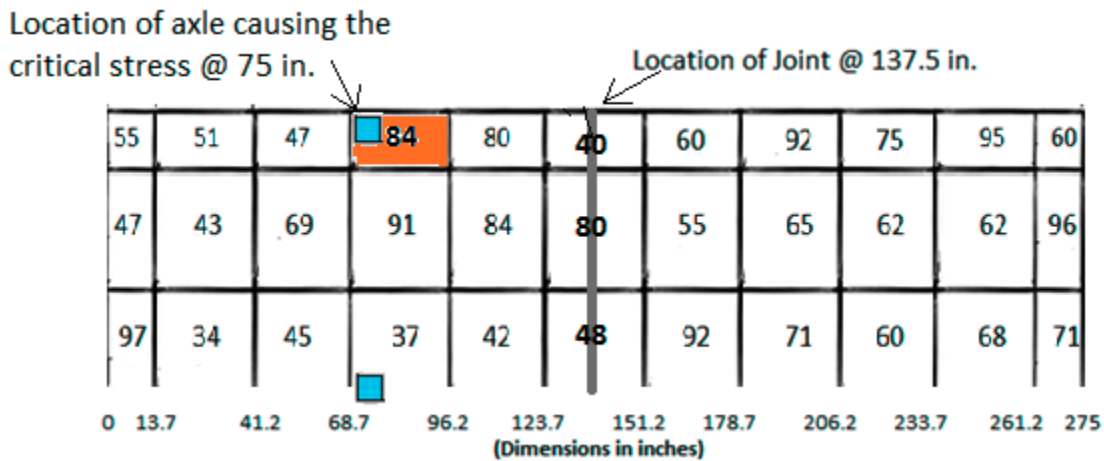 Location of axle causing the
critical stress @ 75 in.
Location of Joint @ 137.5 in.
55 51 47 84 80 40 60 92 75 95 60
47 43 69 91 84 80 55 65 62 62 96
97 34 45 37 42 48 92 71 60 68 71
0 13.7 41.2 68.7 96.2 123.7 151.2 178.7 206.2 233.7 261.2 275
(Dimensions in inches)